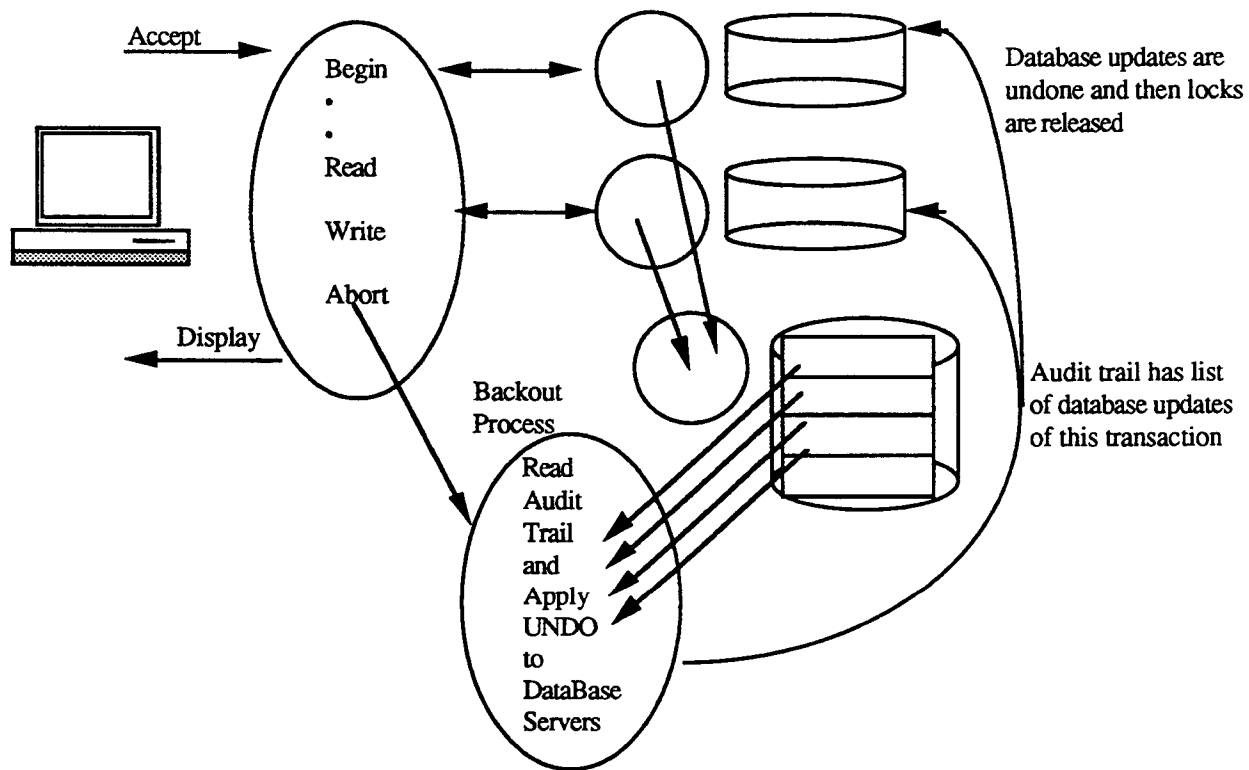 Accept
Begin
.
.
Read
Write
Abort
Display
Database updates are
undone and then locks
are released
Audit trail has list
of database updates
of this transaction
Backout
Process
Read
Audit
Trail
and
Apply
UNDO
to
DataBase
Servers